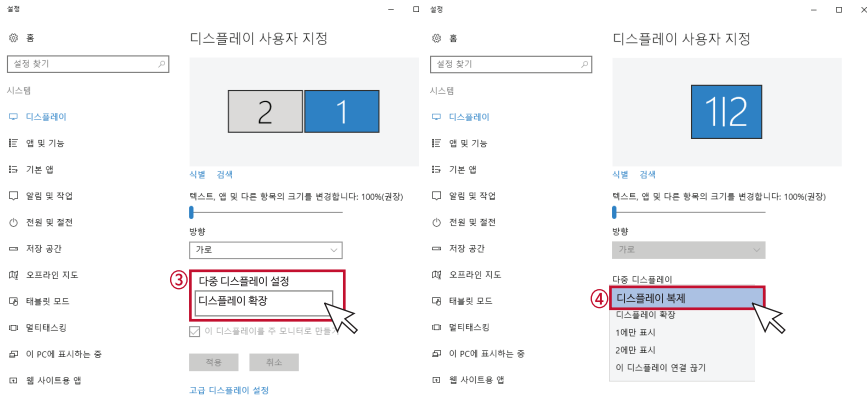 설정
홈
설정 찾기
시스템
디스플레이
앱 및 기능
기본 앱
알림 및 작업
전원 및 절전
저장 공간
오프라인 지도
태블릿 모드
멀티태스킹
이 PC에 표시하는 중
웹 사이트용 앱
디스플레이 사용자 지정
2 1
식별 검색
텍스트, 앱 및 다른 항목의 크기를 변경합니다: 100%(권장)
방향
가로
③ 다중 디스플레이 설정
디스플레이 확장
이 디스플레이를 주 모니터로 만들
적용 취소
고급 디스플레이 설정
설정
홈
설정 찾기
시스템
디스플레이
앱 및 기능
기본 앱
알림 및 작업
전원 및 절전
저장 공간
오프라인 지도
태블릿 모드
멀티태스킹
이 PC에 표시하는 중
웹 사이트용 앱
디스플레이 사용자 지정
1|2
식별 검색
텍스트, 앱 및 다른 항목의 크기를 변경합니다: 100%(권장)
방향
가로
다중 디스플레이
④ 디스플레이 복제
디스플레이 확장
1에만 표시
2에만 표시
이 디스플레이 연결 끊기